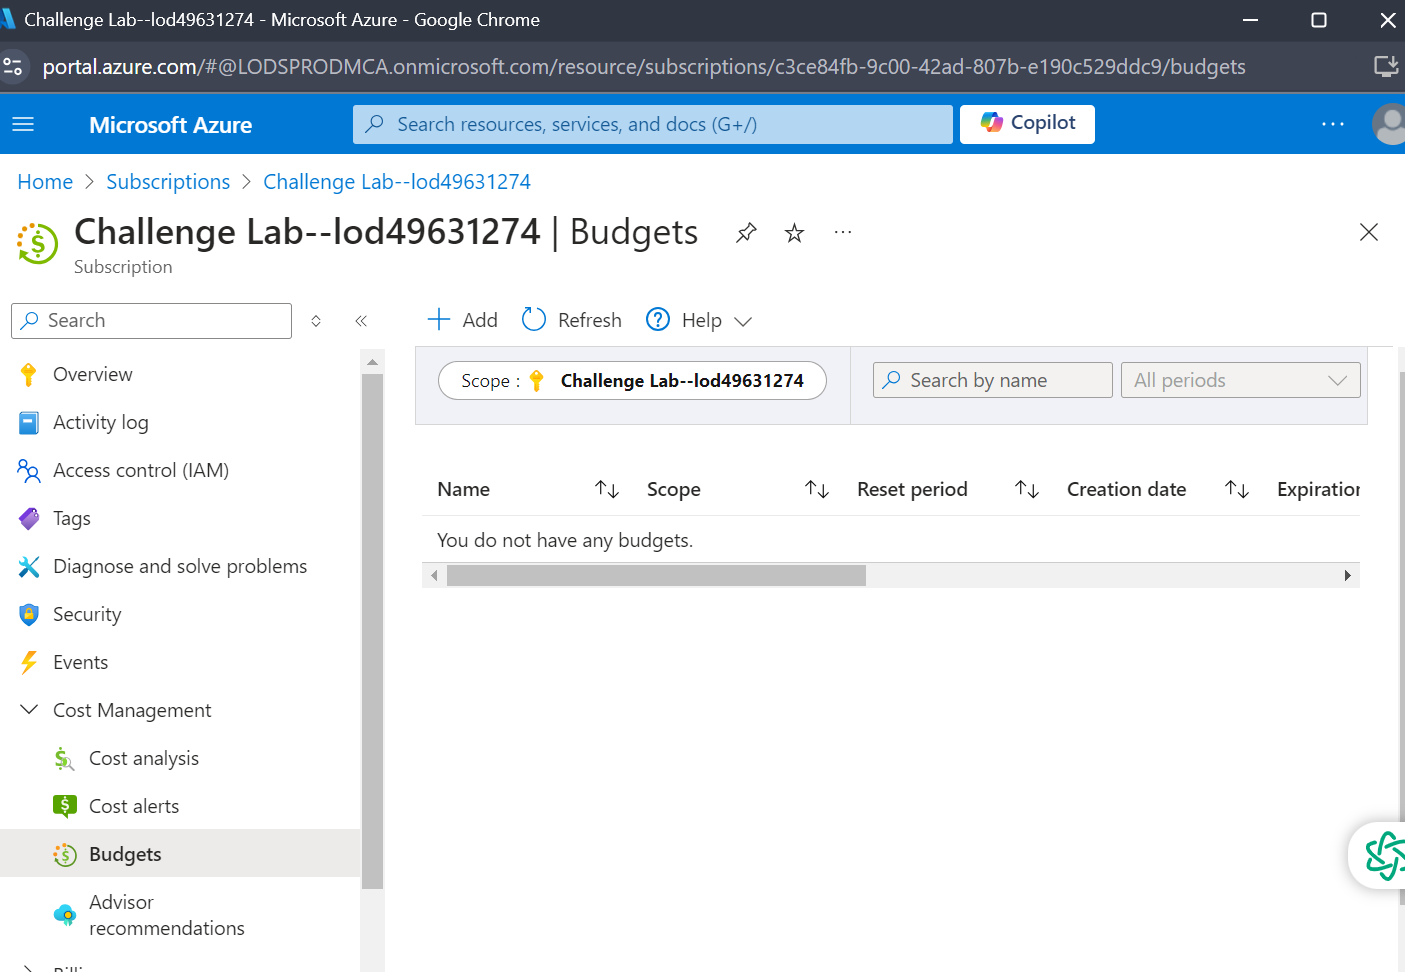 Challenge Lab--lod49631274 - Microsoft Azure - Google Chrome
portal.azure.com/#@LODSPRODMCA.onmicrosoft.com/resource/subscriptions/c3ce84fb-9c00-42ad-807b-e190c529ddc9/budgets
Microsoft Azure
Search resources, services, and docs (G+/)
Copilot
Home > Subscriptions > Challenge Lab--lod49631274
Challenge Lab--lod49631274 | Budgets
Subscription
Search
Add Refresh Help
Overview
Activity log
Access control (IAM)
Tags
Diagnose and solve problems
Security
Events
Cost Management
Cost analysis
Cost alerts
Budgets
Advisor
recommendations
Scope : Challenge Lab--lod49631274
Search by name
All periods
Name Scope Reset period Creation date Expiration
You do not have any budgets.